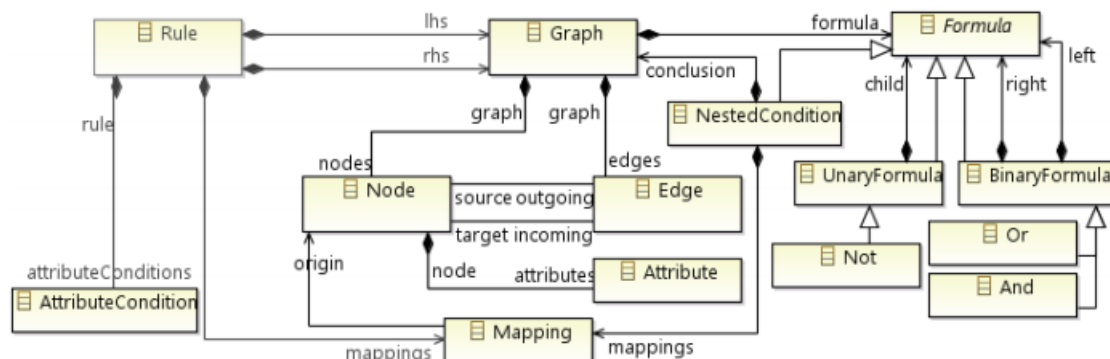 Rule
lhs
Graph
formula
Formula
rhs
conclusion
left
child
right
rule
graph
graph
NestedCondition
nodes
edges
UnaryFormula
BinaryFormula
Node
source outgoing
Edge
target incoming
Or
origin
node
Not
attributeConditions
attributes
Attribute
And
AttributeCondition
Mapping
mappings
mappings